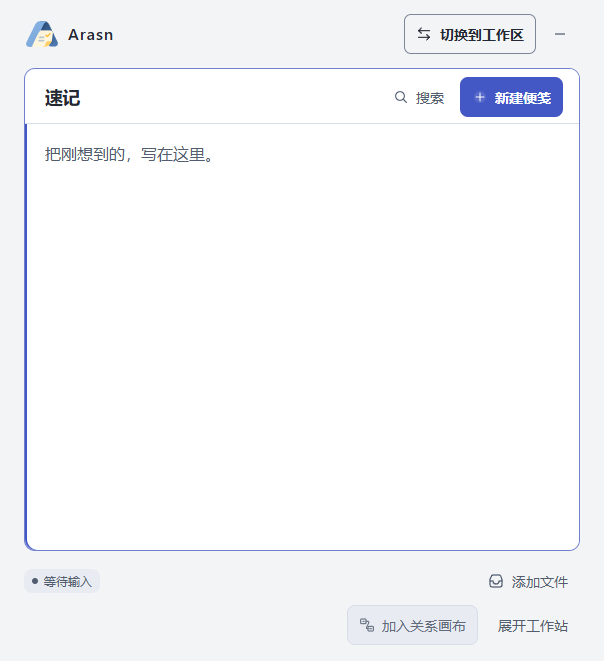 Arasn
切换到工作区
速记
搜索
新建便笺
把刚想到的，写在这里。
等待输入
添加文件
加入关系画布
展开工作站